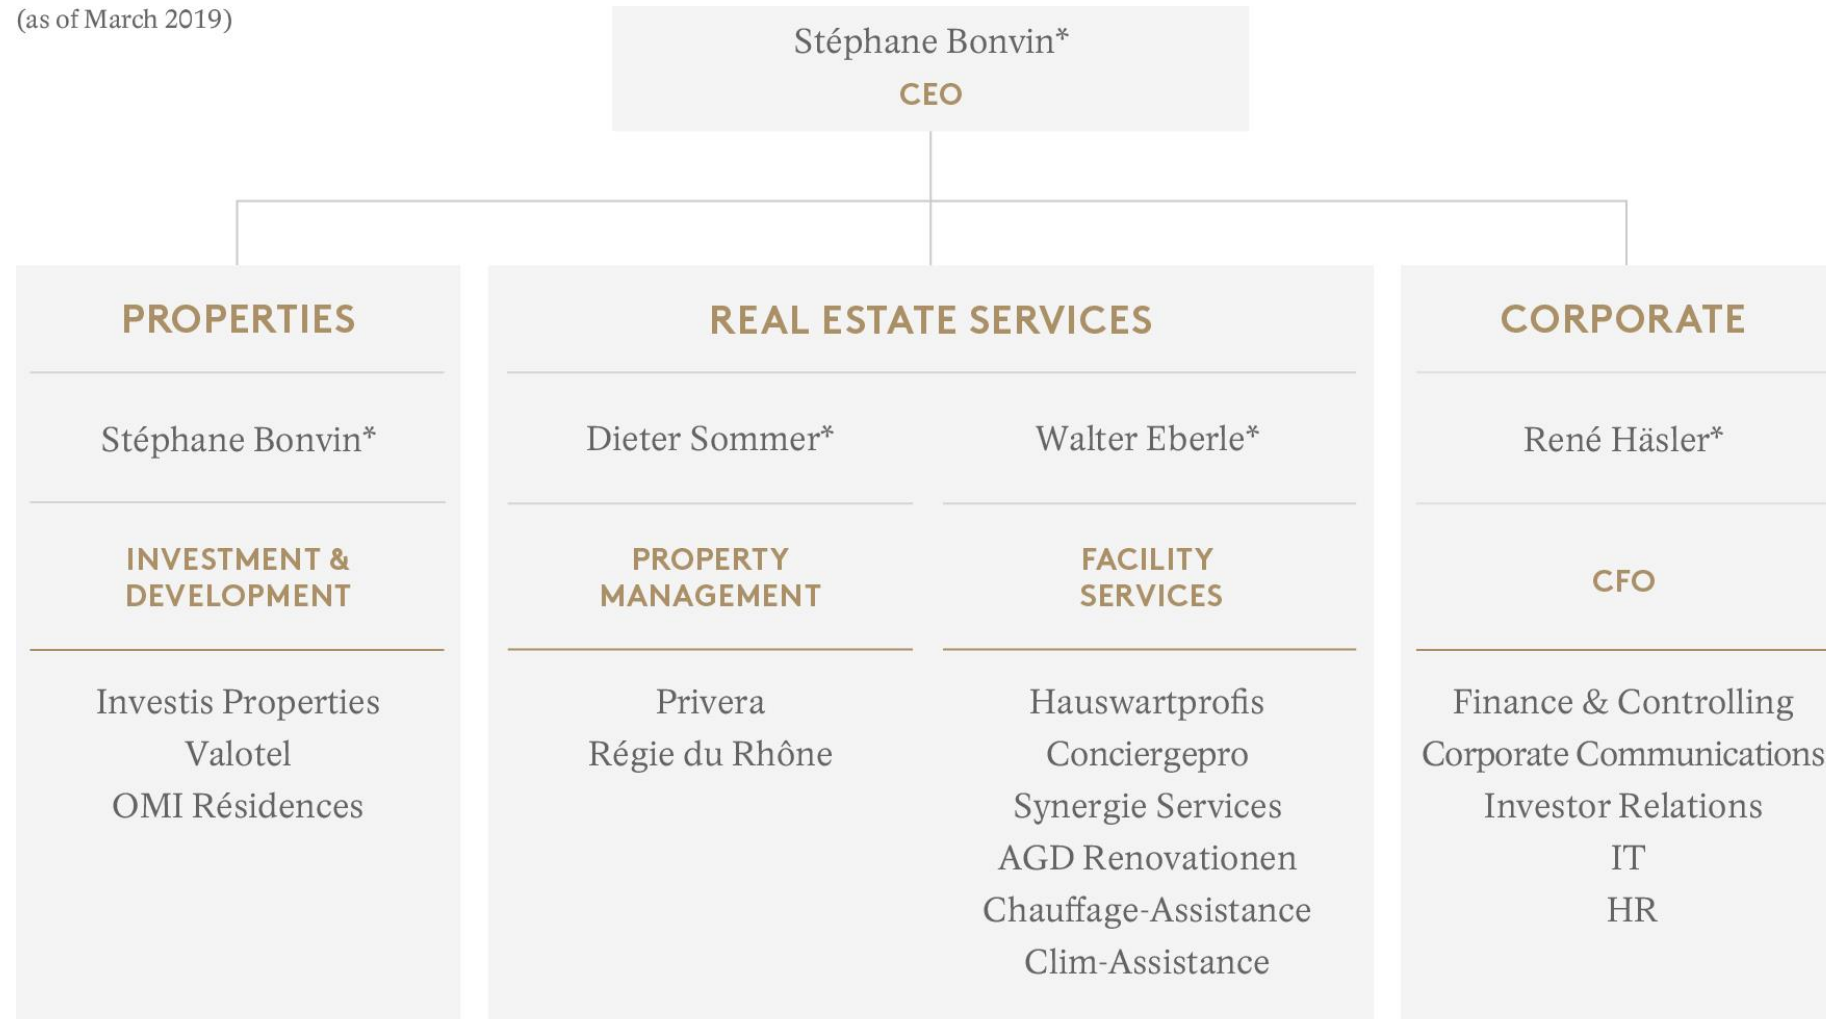 (as of March 2019)
Stéphane Bonvin*
CEO
PROPERTIES
Stéphane Bonvin*
INVESTMENT &
DEVELOPMENT
Investis Properties
Valotel
OMI Résidences
REAL ESTATE SERVICES
Dieter Sommer*
PROPERTY
MANAGEMENT
Privera
Régie du Rhône
Walter Eberle*
FACILITY
SERVICES
Hauswartprofis
Conciergepro
Synergie Services
AGD Renovationen
Chauffage-Assistance
Clim-Assistance
CORPORATE
René Häsler*
CFO
Finance & Controlling
Corporate Communications
Investor Relations
IT
HR